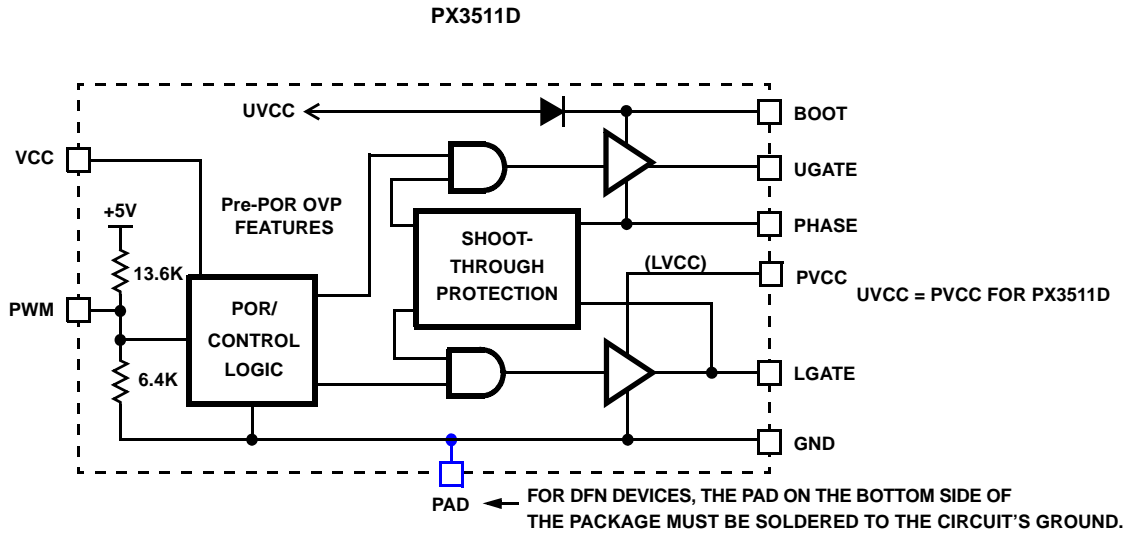 PX3511D
UVCC
BOOT
VCC
UGATE
+5V
Pre-POR OVP
FEATURES
PHASE
SHOOT-
THROUGH
PROTECTION
(LVCC)
13.6K
PVCC
UVCC = PVCC FOR PX3511D
PWM
POR/
CONTROL
LOGIC
6.4K
LGATE
GND
PAD
FOR DFN DEVICES, THE PAD ON THE BOTTOM SIDE OF
THE PACKAGE MUST BE SOLDERED TO THE CIRCUIT'S GROUND.